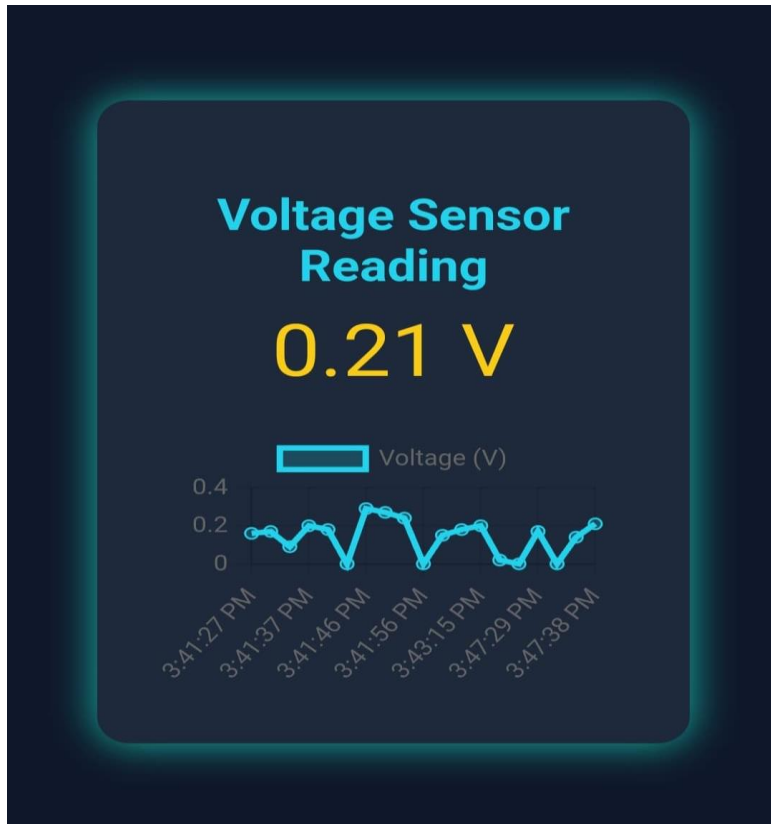 Voltage Sensor
Reading
0.21 V
Voltage (V)
0.4
0.2
0
3:41:27 PM
3:41:37 PM
3:41:46 PM
3:41:56 PM
3:43:15 PM
3:47:29 PM
3:47:38 PM